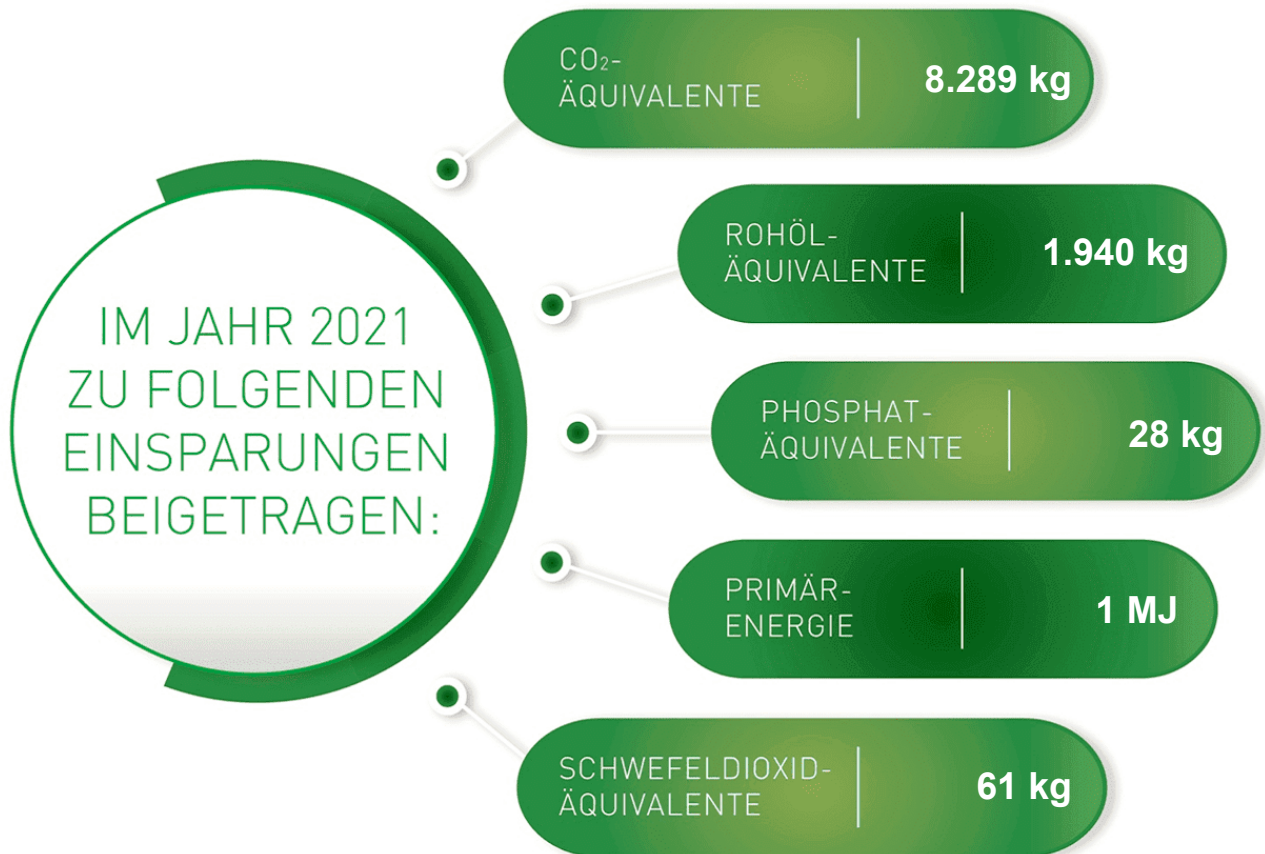 IM JAHR 2021
ZU FOLGENDEN
EINSPARUNGEN
BEIGETRAGEN:
CO₂-
ÄQUIVALENTE
8.289 kg
ROHÖL-
ÄQUIVALENTE
1.940 kg
PHOSPHAT-
ÄQUIVALENTE
28 kg
PRIMÄR-
ENERGIE
1 MJ
SCHWEFELDIOXID-
ÄQUIVALENTE
61 kg